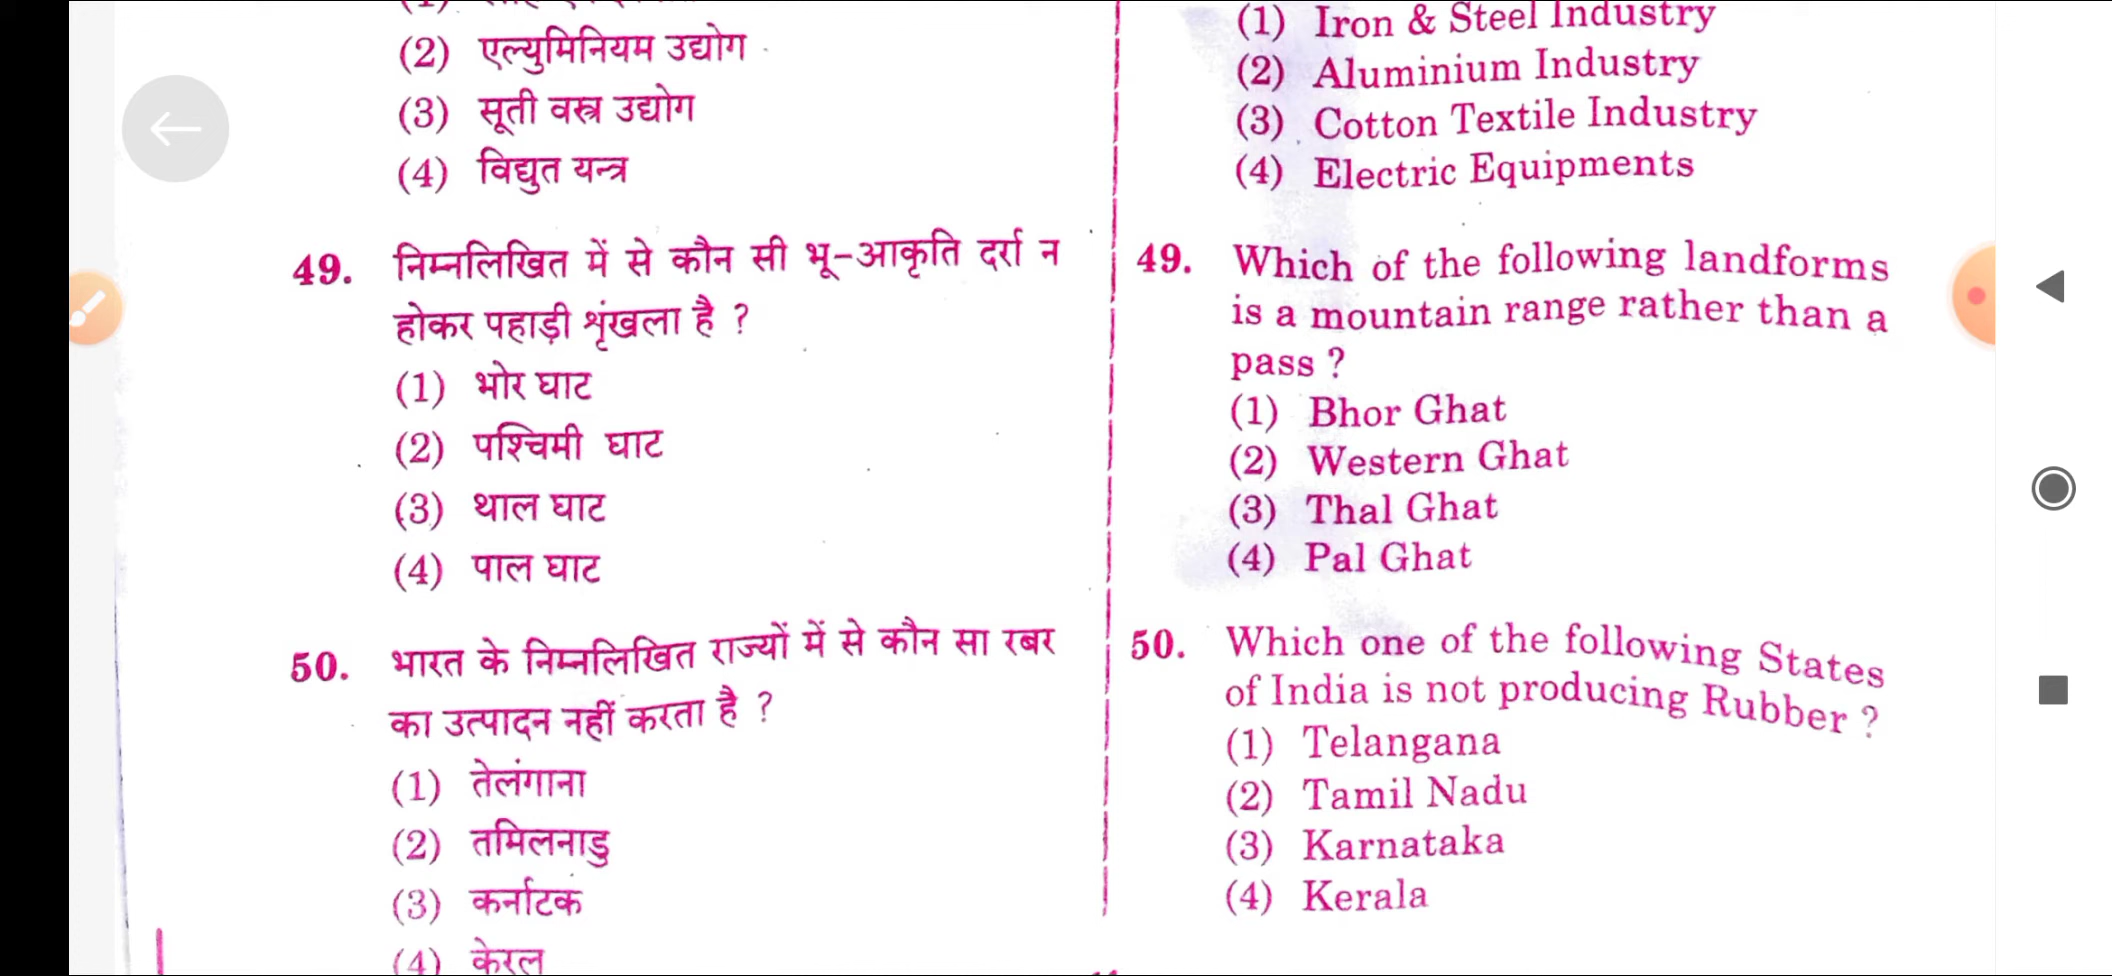 (2) एल्युमिनियम उद्योग
(3) सूती वस्त्र उद्योग
(4) विद्युत यन्त्र
49. निम्नलिखित में से कौन सी भू-आकृति दर्रा न
होकर पहाड़ी शृंखला है ?
(1) भोर घाट
(2) पश्चिमी घाट
(3) थाल घाट
(4) पाल घाट
50. भारत के निम्नलिखित राज्यों में से कौन सा रबर
का उत्पादन नहीं करता है ?
(1) तेलंगाना
(2) तमिलनाडु
(3) कर्नाटक
(4) केरल
(1) Iron & Steel Industry
(2) Aluminium Industry
(3) Cotton Textile Industry
(4) Electric Equipments
49. Which of the following landforms
is a mountain range rather than a
pass ?
(1) Bhor Ghat
(2) Western Ghat
(3) Thal Ghat
(4) Pal Ghat
50. Which one of the following States
of India is not producing Rubber ?
(1) Telangana
(2) Tamil Nadu
(3) Karnataka
(4) Kerala